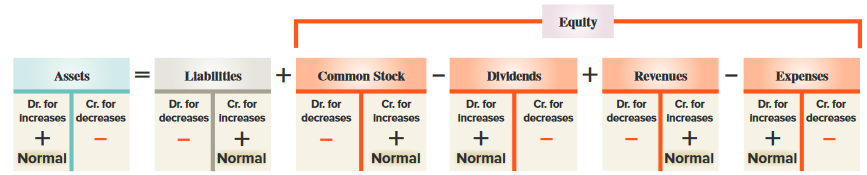 Equity
Assets = Liabilities + Common Stock − Dividends + Revenues − Expenses
Dr. for Cr. for Dr. for Cr. for Dr. for Cr. for Dr. for Cr. for Dr. for Cr. for Dr. for Cr. for
increases decreases decreases increases decreases increases increases decreases decreases increases increases decreases
+ − − + − + + − − + + −
Normal Normal Normal Normal Normal Normal